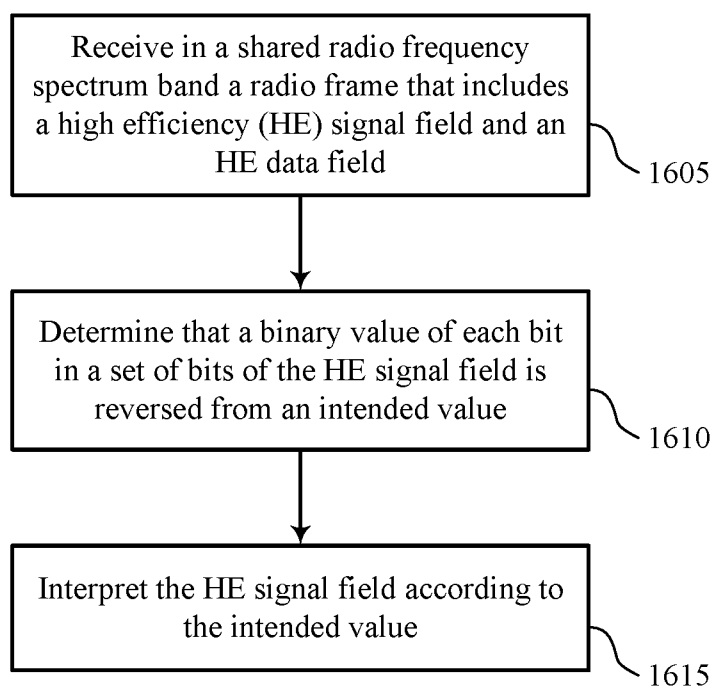 Receive in a shared radio frequency
spectrum band a radio frame that includes
a high efficiency (HE) signal field and an
HE data field
1605
Determine that a binary value of each bit
in a set of bits of the HE signal field is
reversed from an intended value
1610
Interpret the HE signal field according to
the intended value
1615